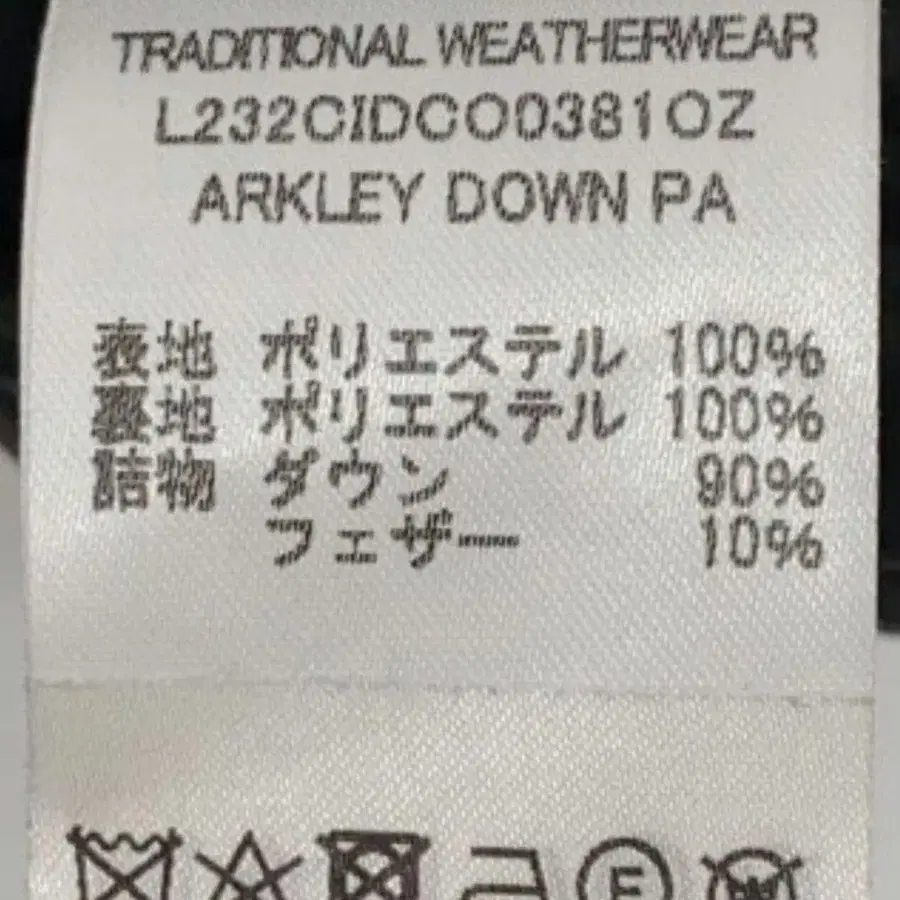 TRADITIONAL WEATHERWEAR
L232CIDCO0381OZ
ARKLEY DOWN PA
表地 ポリエステル 100%
裏地 ポリエステル 100%
詰物 ダウン 90%
フェザー 10%
F
W